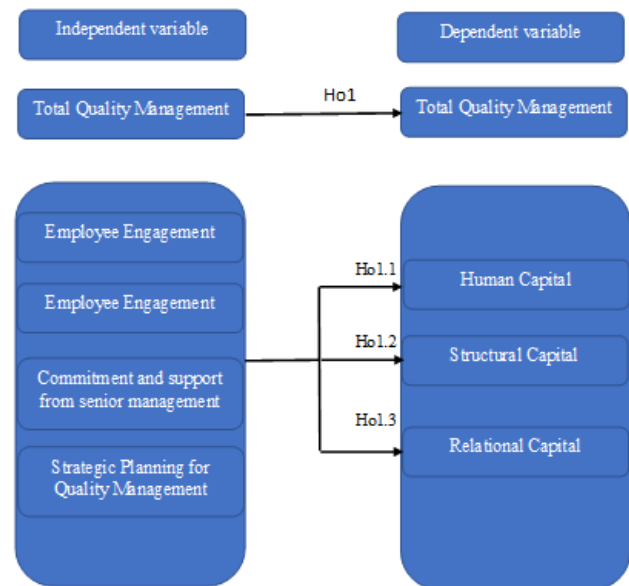 Independent variable
Dependent variable
Total Quality Management
Ho1
Total Quality Management
Employee Engagement
Employee Engagement
Commitment and support
from senior management
Strategic Planning for
Quality Management
Ho1.1
Human Capital
Ho1.2
Structural Capital
Ho1.3
Relational Capital